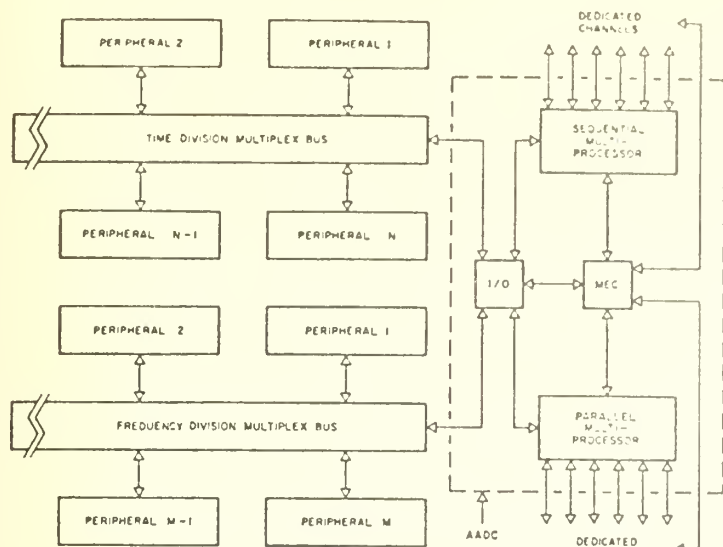 DEDICATED
CHANNELS
PERIPHERAL 2
PERIPHERAL 1
TIME DIVISION MULTIPLEX BUS
SEQUENTIAL
MULTI-
PROCESSOR
PERIPHERAL N-1
PERIPHERAL N
I/O
MEC
PERIPHERAL 2
PERIPHERAL 1
FREQUENCY DIVISION MULTIPLEX BUS
PARALLEL
MULTI-
PROCESSOR
PERIPHERAL M-1
PERIPHERAL M
AADC
DEDICATED